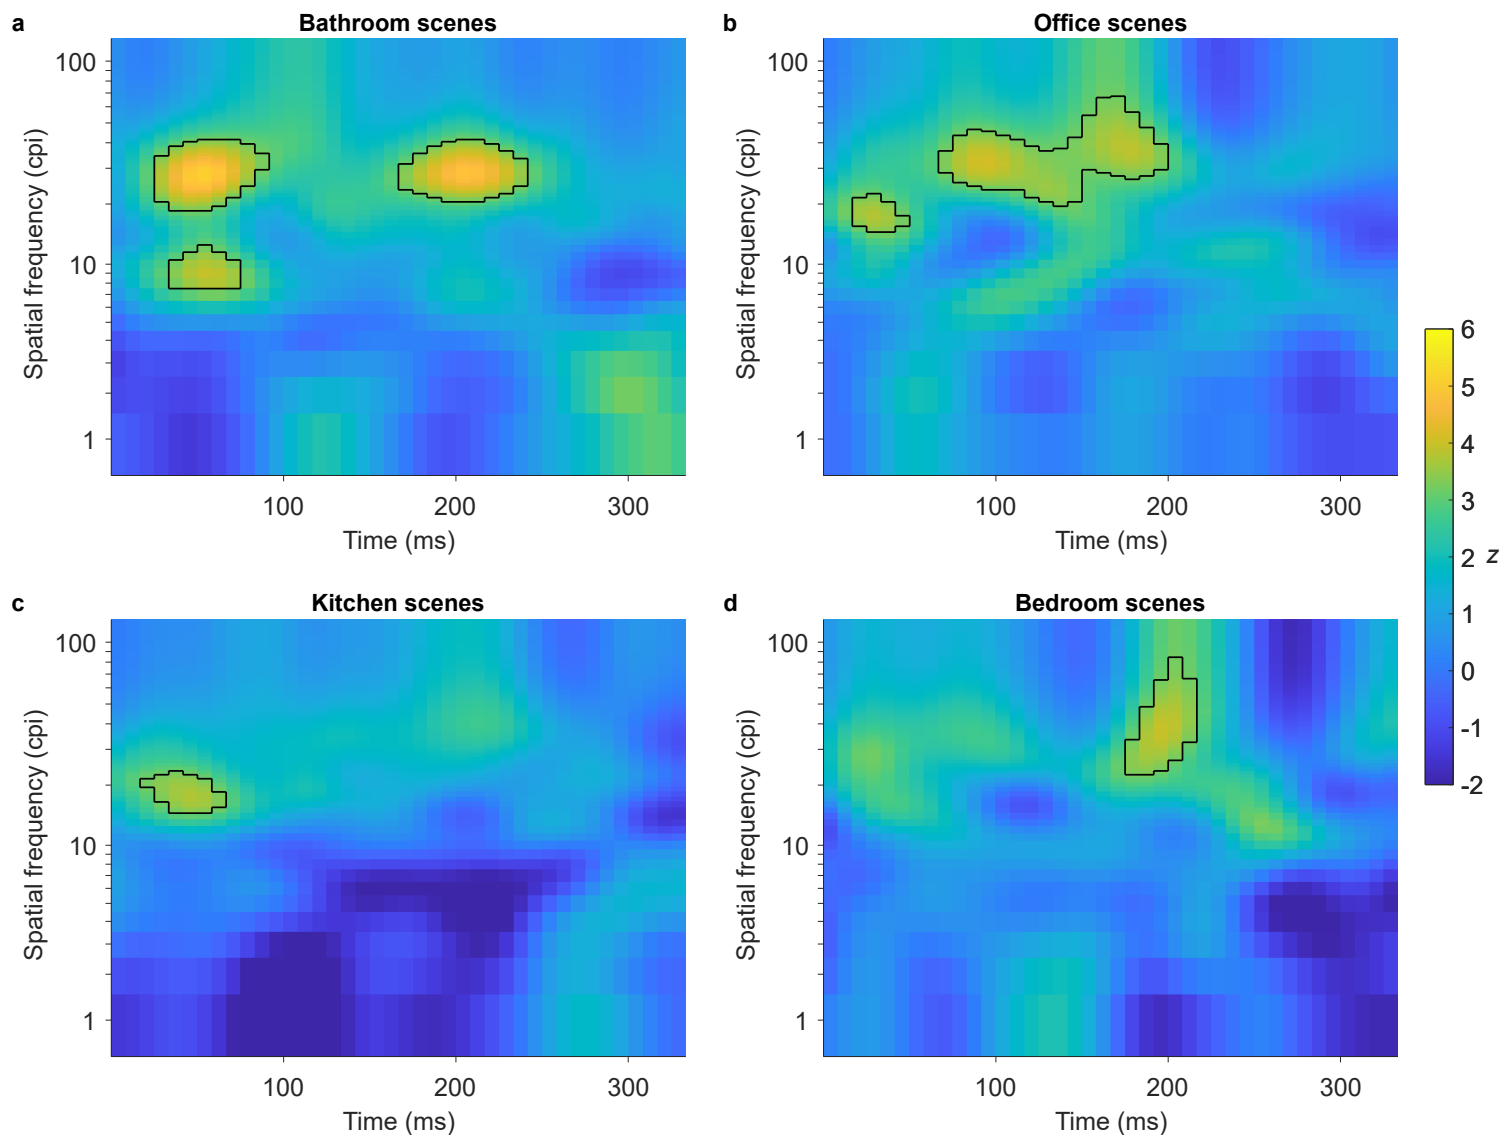 a
Bathroom scenes
b
Office scenes
100
10
1
Spatial frequency (cpi)
100
200
300
Time (ms)
100
10
1
Spatial frequency (cpi)
100
200
300
Time (ms)
c
Kitchen scenes
d
Bedroom scenes
100
10
1
Spatial frequency (cpi)
100
200
300
Time (ms)
100
10
1
Spatial frequency (cpi)
100
200
300
Time (ms)
6
5
4
3
2
1
0
-1
-2
z